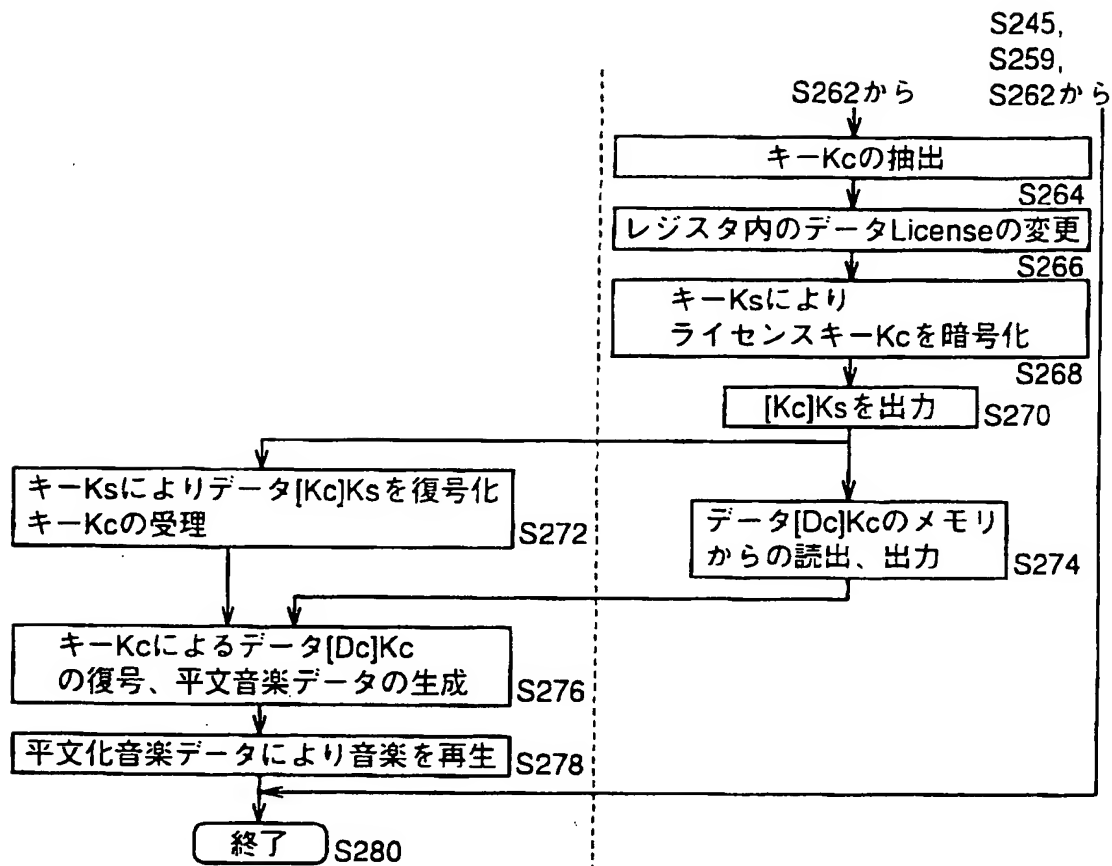 S245,
S259,
S262から
S262から
キーKcの抽出
S264
レジスタ内のデータLicenseの変更
S266
キーKsにより
ライセンスキーKcを暗号化
S268
[Kc]Ksを出力
S270
キーKsによりデータ[Kc]Ksを復号化
キーKcの受理
S272
データ[Dc]Kcのメモリ
からの読出、出力
S274
キーKcによるデータ[Dc]Kc
の復号、平文音楽データの生成
S276
平文化音楽データにより音楽を再生
S278
終了
S280